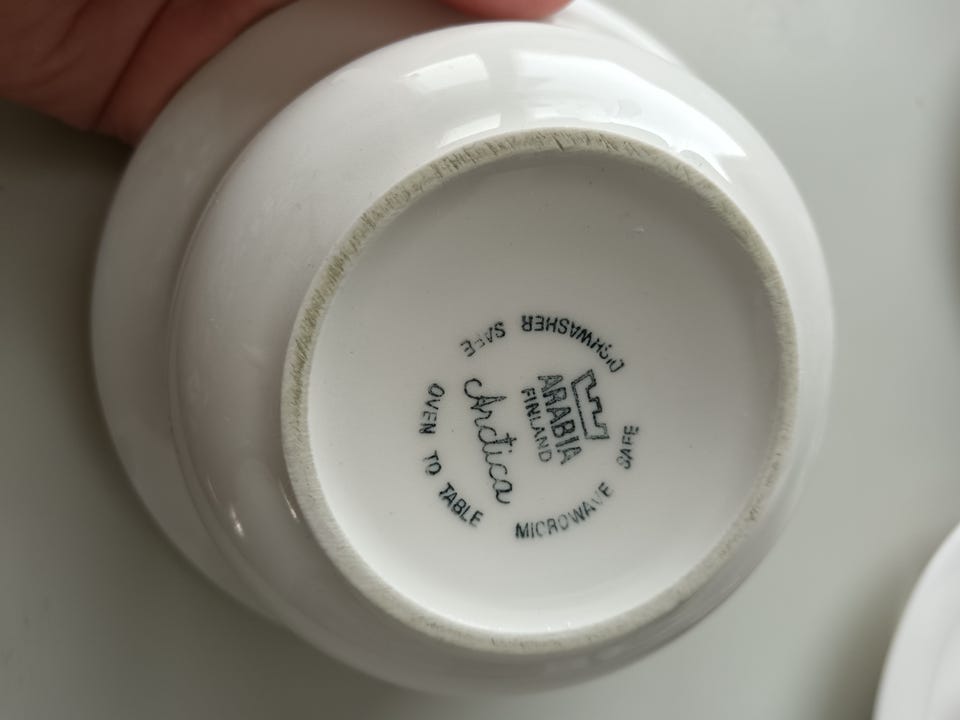 ARABIA
FINLAND
Arctica
OVEN TO TABLE
MICROWAVE SAFE
DISHWASHER SAFE